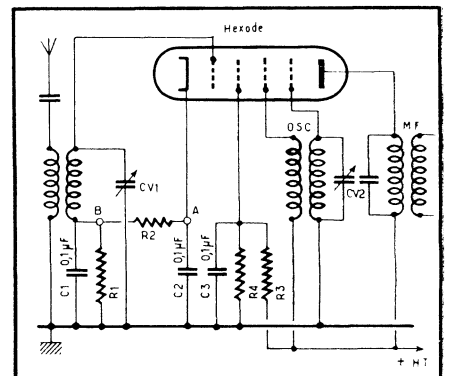 Hexode
OSC
MF
CV1
CV2
B
R2
A
0,1µF
C1
R1
0,1µF
C2
0,1µF
C3
R4
R3
+ HT